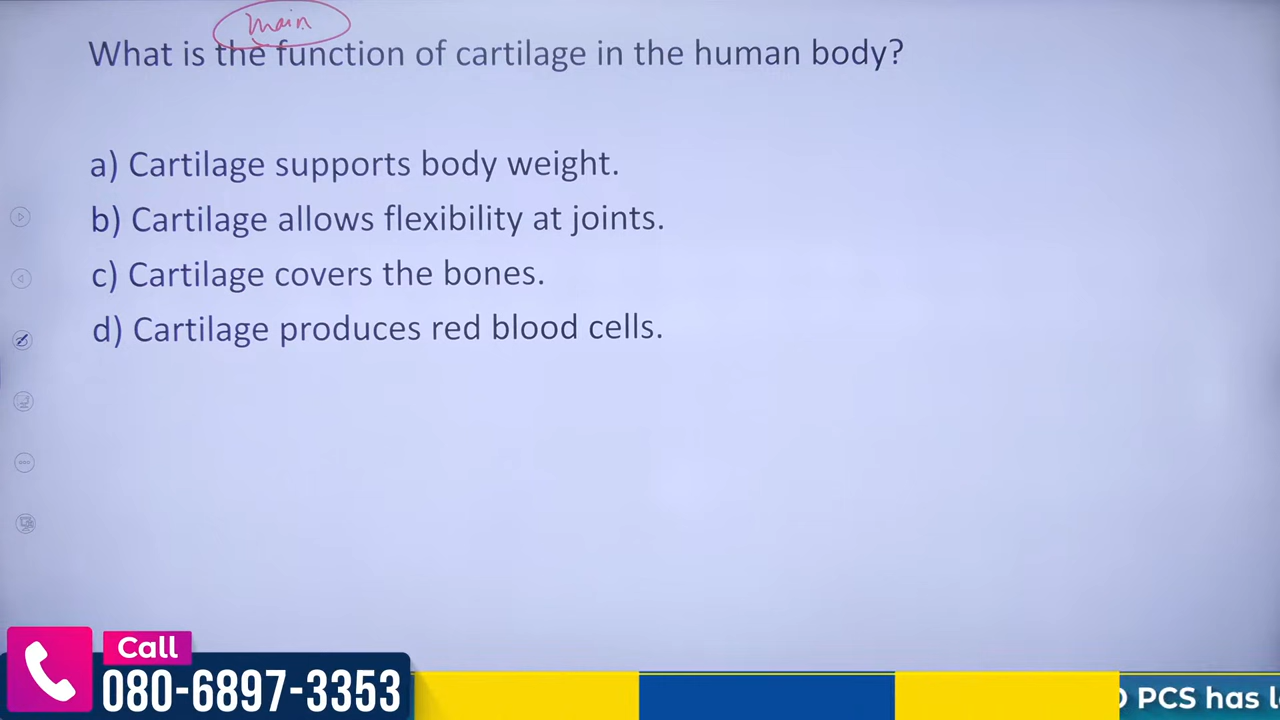 main
What is the function of cartilage in the human body?
a) Cartilage supports body weight.
b) Cartilage allows flexibility at joints.
c) Cartilage covers the bones.
d) Cartilage produces red blood cells.
Call
080-6897-3353
PCS has